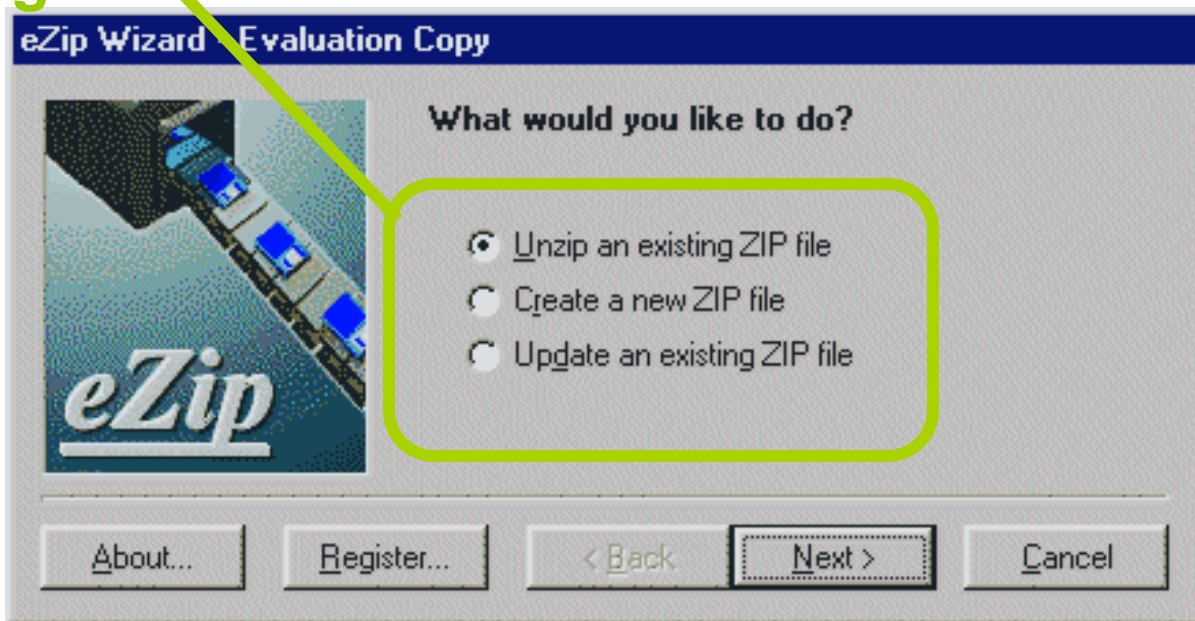 g
eZip Wizard - Evaluation Copy
What would you like to do?
Unzip an existing ZIP file
Create a new ZIP file
Update an existing ZIP file
eZip
About...
Register...
< Back
Next >
Cancel